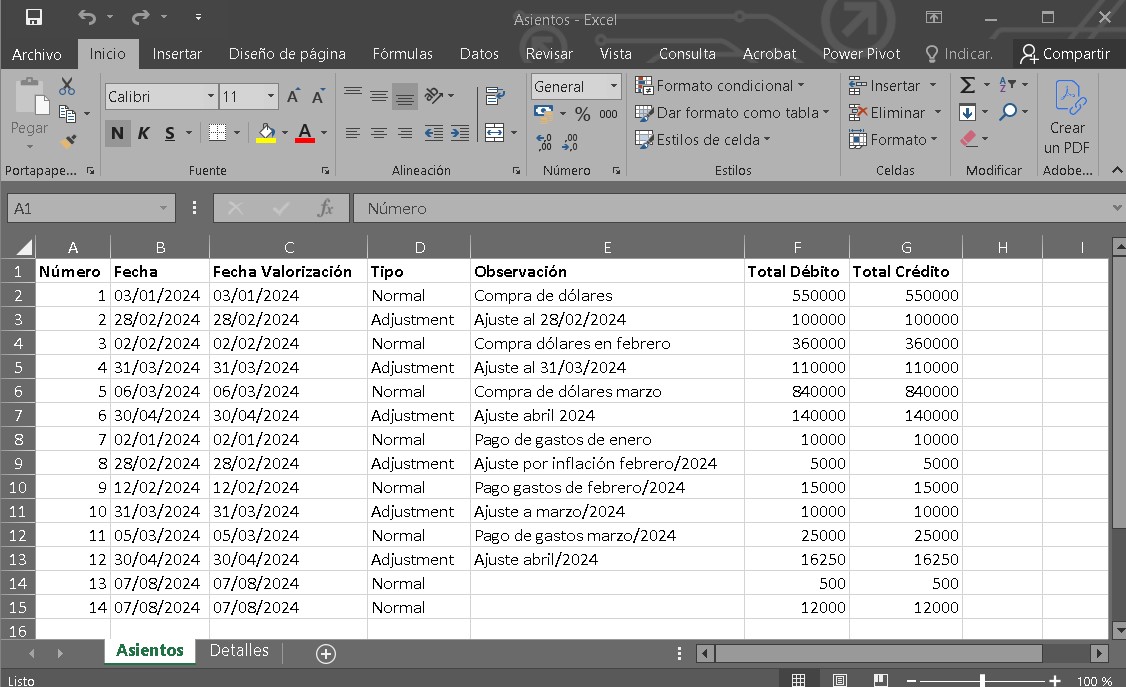 Asientos - Excel
Archivo Inicio Insertar Diseño de página Fórmulas Datos Revisar Vista Consulta Acrobat Power Pivot Indicar. Compartir
Pegar
Calibri 11
N K S
A A
A
General
% 000
Formato condicional
Dar formato como tabla
Estilos de celda
Insertar
Eliminar
Formato
Crear
un PDF
Portapape... Fuente Alineación Número Estilos Celdas Modificar Adobe...
A1 fx Número
A B C D E F G H I
1 Número Fecha Fecha Valorización Tipo Observación Total Débito Total Crédito
2 1 03/01/2024 03/01/2024 Normal Compra de dólares 550000 550000
3 2 28/02/2024 28/02/2024 Adjustment Ajuste al 28/02/2024 100000 100000
4 3 02/02/2024 02/02/2024 Normal Compra dólares en febrero 360000 360000
5 4 31/03/2024 31/03/2024 Adjustment Ajuste al 31/03/2024 110000 110000
6 5 06/03/2024 06/03/2024 Normal Compra de dólares marzo 840000 840000
7 6 30/04/2024 30/04/2024 Adjustment Ajuste abril 2024 140000 140000
8 7 02/01/2024 02/01/2024 Normal Pago de gastos de enero 10000 10000
9 8 28/02/2024 28/02/2024 Adjustment Ajuste por inflación febrero/2024 5000 5000
10 9 12/02/2024 12/02/2024 Normal Pago gastos de febrero/2024 15000 15000
11 10 31/03/2024 31/03/2024 Adjustment Ajuste a marzo/2024 10000 10000
12 11 05/03/2024 05/03/2024 Normal Pago de gastos marzo/2024 25000 25000
13 12 30/04/2024 30/04/2024 Adjustment Ajuste abril/2024 16250 16250
14 13 07/08/2024 07/08/2024 Normal 500 500
15 14 07/08/2024 07/08/2024 Normal 12000 12000
16
Asientos Detalles
Listo 100 %